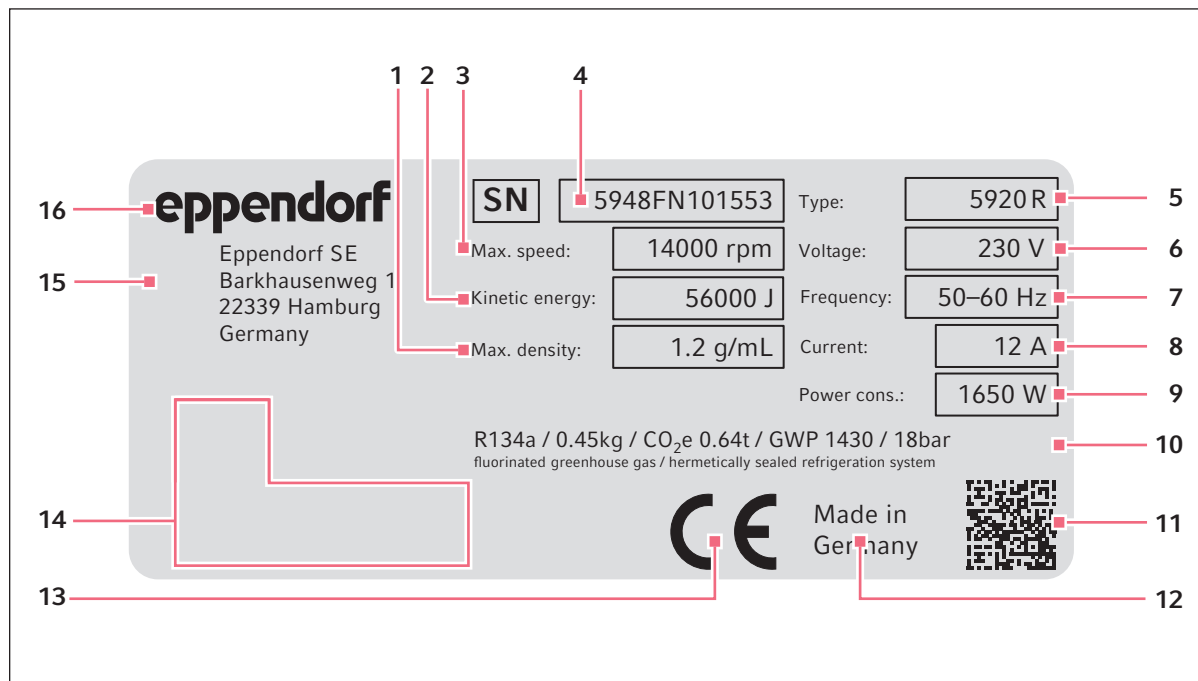 1 2 3 4
eppendorf
Eppendorf SE
Barkhausenweg 1
22339 Hamburg
Germany
SN 5948FN101553
Max. speed: 14000 rpm
Kinetic energy: 56000 J
Max. density: 1.2 g/mL
Type: 5920 R
Voltage: 230 V
Frequency: 50–60 Hz
Current: 12 A
Power cons.: 1650 W
R134a / 0.45kg / CO₂e 0.64t / GWP 1430 / 18bar
fluorinated greenhouse gas / hermetically sealed refrigeration system
CE
Made in
Germany
5
6
7
8
9
10
11
12
13
14
15
16